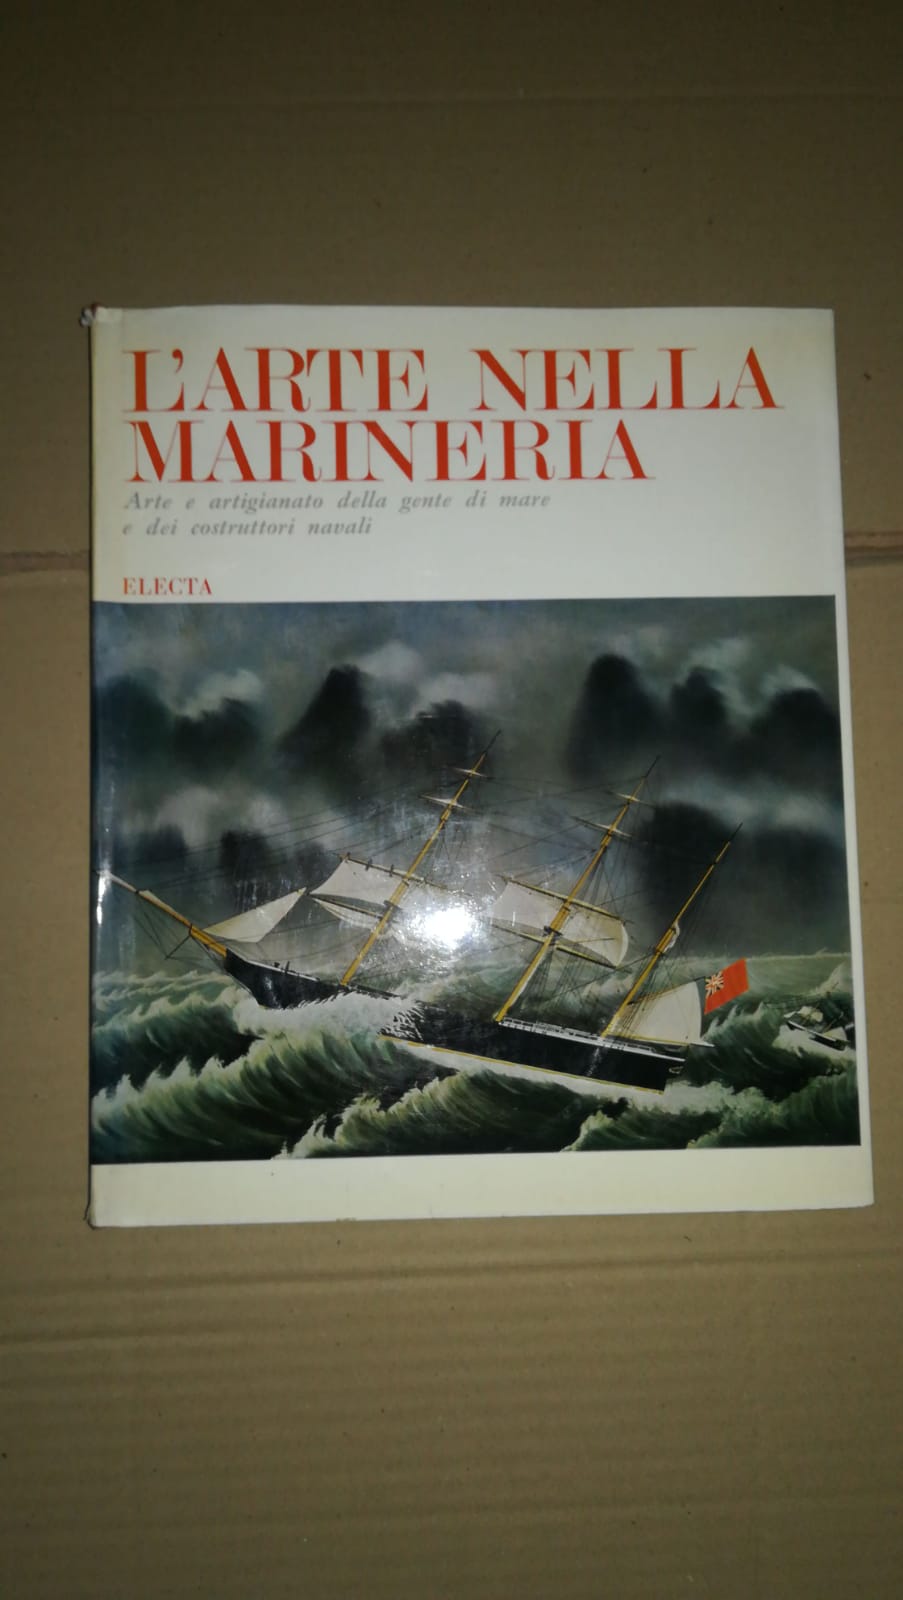 L'ARTE NELLA
MARINERIA
Arte e artigianato della gente di mare
e dei costruttori navali
ELECTA